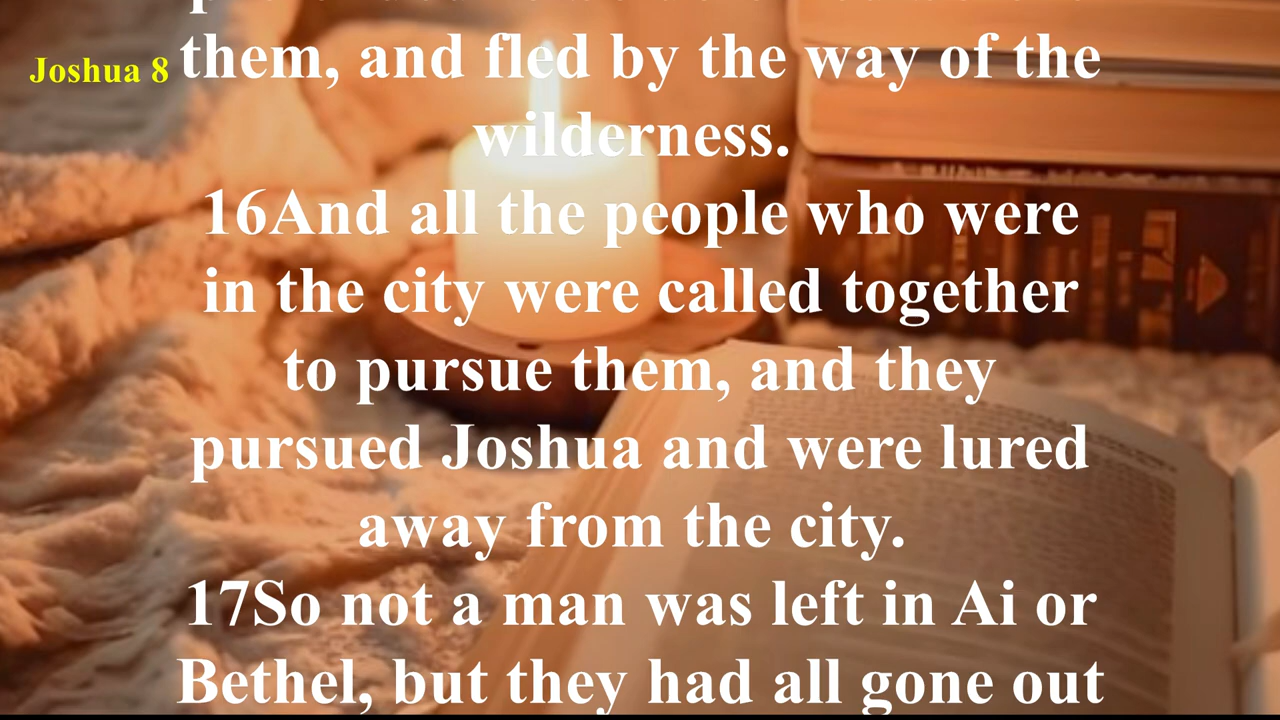 Joshua 8
them, and fled by the way of the
wilderness.
16And all the people who were
in the city were called together
to pursue them, and they
pursued Joshua and were lured
away from the city.
17So not a man was left in Ai or
Bethel, but they had all gone out